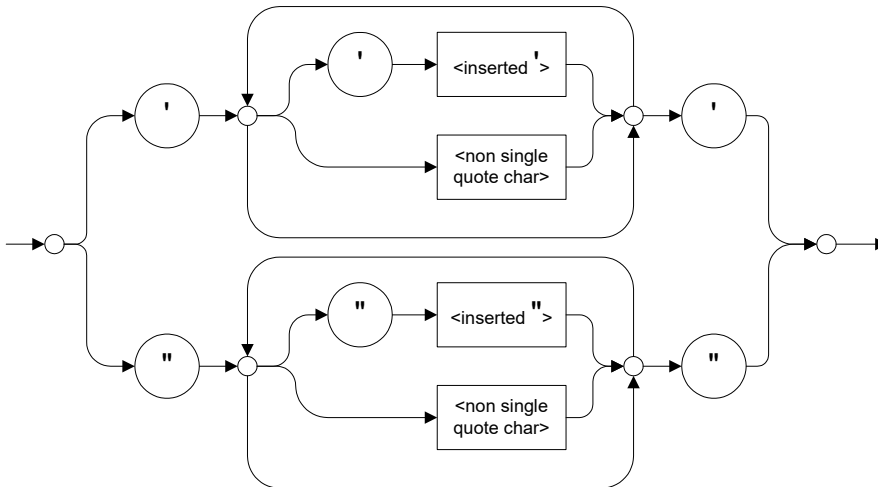 '
<inserted '>
'
<non single
quote char>
'
"
<inserted ">
"
<non single
quote char>
"